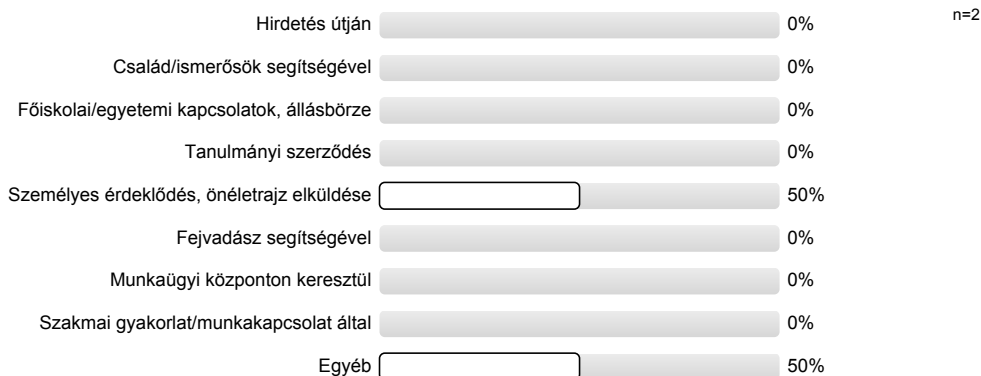 Hirdetés útján 0% n=2
Család/ismerősök segítségével 0%
Főiskolai/egyetemi kapcsolatok, állásbörze 0%
Tanulmányi szerződés 0%
Személyes érdeklődés, önéletrajz elküldése 50%
Fejvadász segítségével 0%
Munkaügyi központon keresztül 0%
Szakmai gyakorlat/munkakapcsolat által 0%
Egyéb 50%